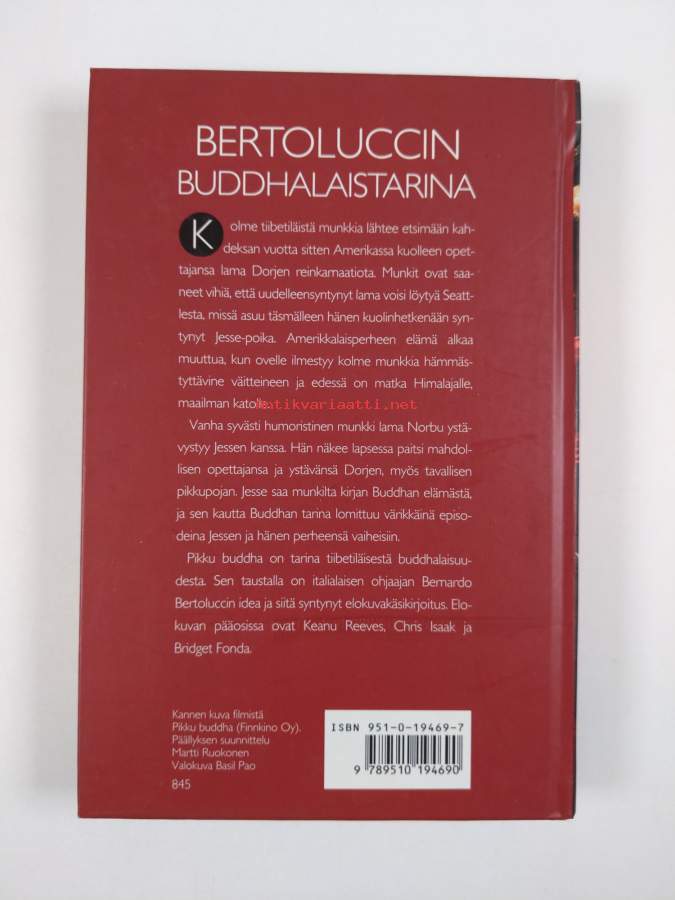 BERTOLUCCIN
BUDDHALAISTARINA
Kolme tiibetiläistä munkkia lähtee etsimään kah-
deksan vuotta sitten Amerikassa kuolleen opet-
tajansa lama Dorjen reinkarnaatiota. Munkit ovat saa-
neet vihiä, että uudelleensyntynyt lama voisi löytyä Seatt-
lesta, missä asuu täsmälleen hänen kuolinhetkenään syn-
tynyt Jesse-poika. Amerikkalaisperheen elämä alkaa
muuttua, kun ovelle ilmestyy kolme munkkia hämmäs-
tyttävine väitteineen ja edessä on matka Himalajalle,
maailman katolle.
antikvariaatti.net
Vanha syvästi humoristinen munkki lama Norbu ystä-
vystyy Jessen kanssa. Hän näkee lapsessa paitsi mahdol-
lisen opettajansa ja ystävänsä Dorjen, myös tavallisen
pikkupojan. Jesse saa munkilta kirjan Buddhan elämästä,
ja sen kautta Buddhan tarina lomittuu värikkäinä episo-
deina Jessen ja hänen perheensä vaiheisiin.
Pikku buddha on tarina tiibetiläisestä buddhalaisuu-
desta. Sen taustalla on italialaisen ohjaajan Bernardo
Bertoluccin idea ja siitä syntynyt elokuvakäsikirjoitus. Elo-
kuvan pääosissa ovat Keanu Reeves, Chris Isaak ja
Bridget Fonda.
Kannen kuva filmistä
Pikku buddha (Finnkino Oy).
Päällyksen suunnittelu
Martti Ruokonen
Valokuva Basil Pao
845
ISBN 951-0-19469-7
9 789510 194690